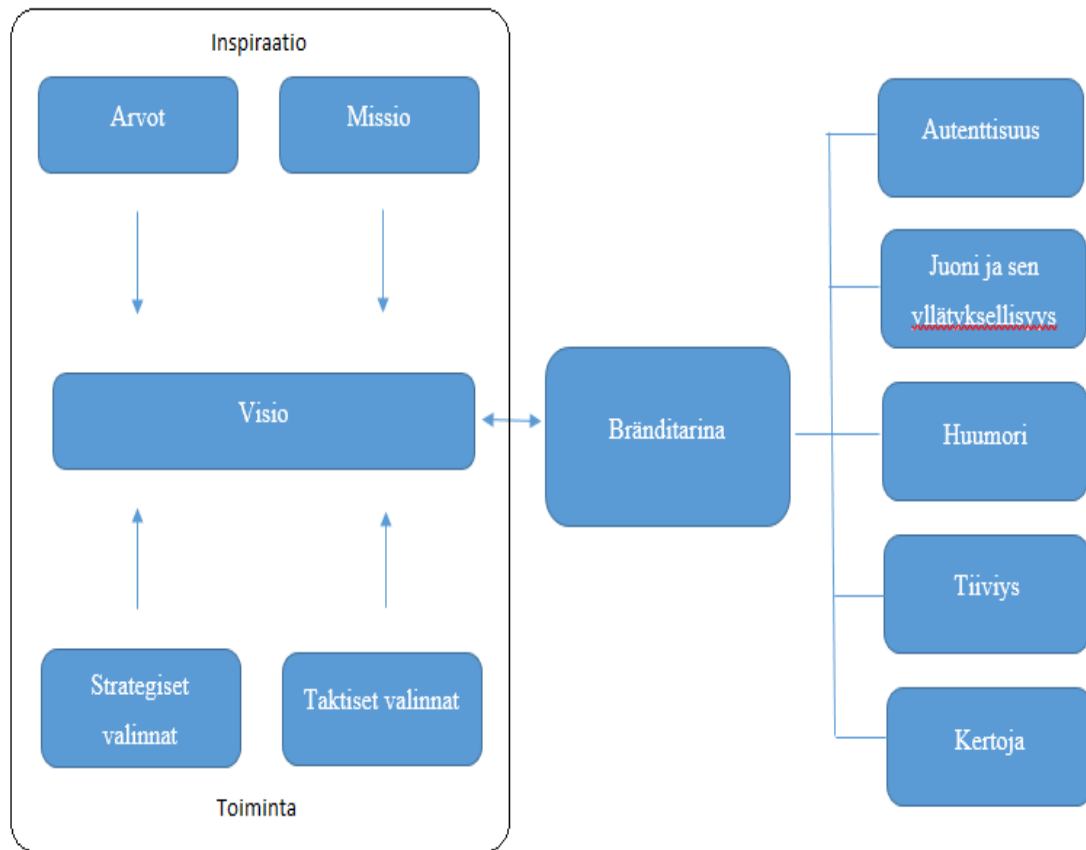 Inspiraatio
Arvot
Missio
Visio
Strategiset
valinnat
Taktiset valinnat
Toiminta
Bränditarina
Autenttisuus
Juoni ja sen
yllätyksellisyys
Huumori
Tiiviys
Kertoja